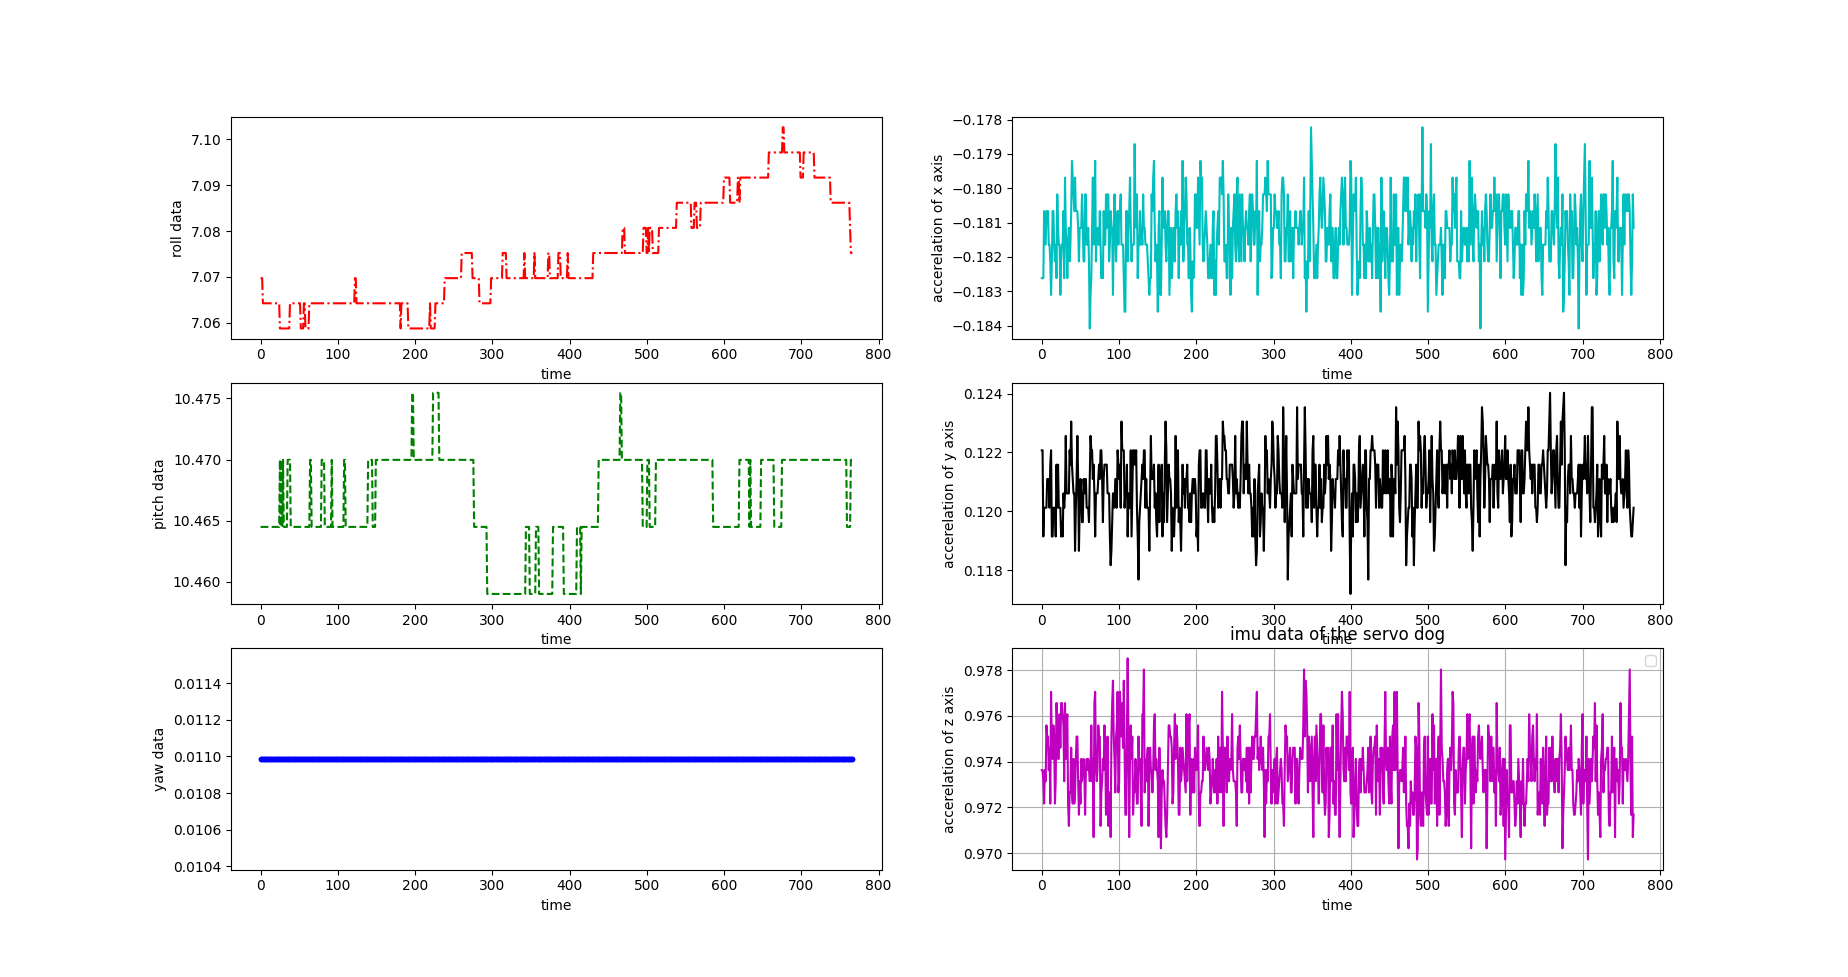 7.10
7.09
7.08
7.07
7.06
roll data
0 100 200 300 400 500 600 700 800
time
−0.178
−0.179
−0.180
−0.181
−0.182
−0.183
−0.184
accerelation of x axis
0 100 200 300 400 500 600 700 800
time
10.475
10.470
10.465
10.460
pitch data
0 100 200 300 400 500 600 700 800
time
0.124
0.122
0.120
0.118
accerelation of y axis
0 100 200 300 400 500 600 700 800
time
0.0114
0.0112
0.0110
0.0108
0.0106
0.0104
yaw data
0 100 200 300 400 500 600 700 800
time
imu data of the servo dog
0.978
0.976
0.974
0.972
0.970
accerelation of z axis
0 100 200 300 400 500 600 700 800
time